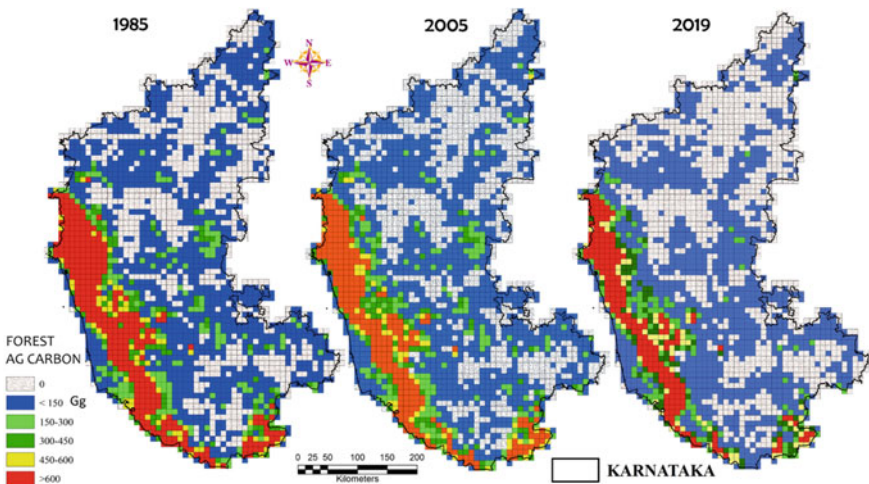 1985
2005
2019
N
W E
S
FOREST
AG CARBON
0
< 150 Gg
150-300
300-450
450-600
>600
0 25 50 100 150 200
Kilometers
KARNATAKA